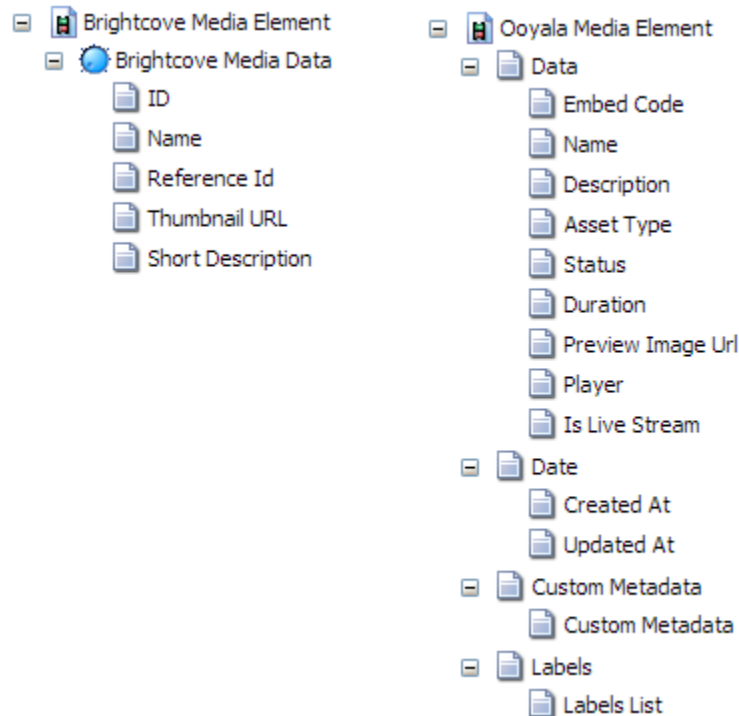 Brightcove Media Element
Brightcove Media Data
ID
Name
Reference Id
Thumbnail URL
Short Description
Ooyala Media Element
Data
Embed Code
Name
Description
Asset Type
Status
Duration
Preview Image Url
Player
Is Live Stream
Date
Created At
Updated At
Custom Metadata
Custom Metadata
Labels
Labels List